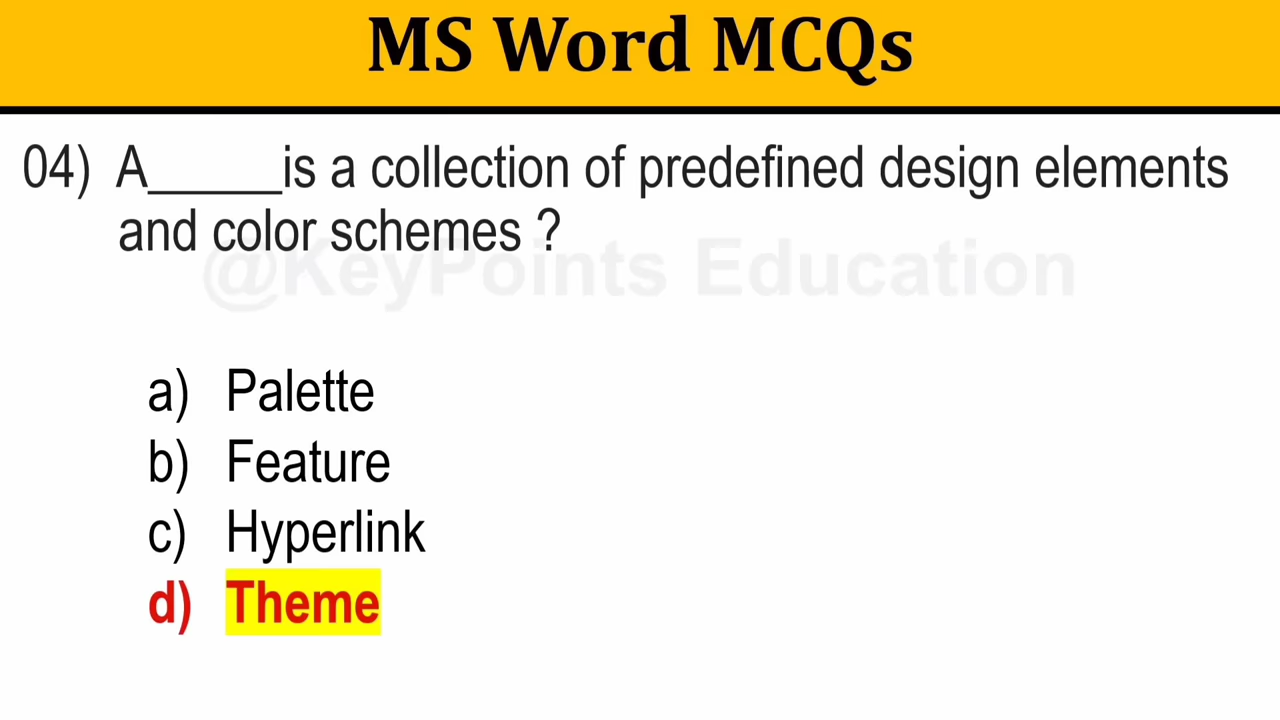 MS Word MCQs
04) A_____is a collection of predefined design elements
and color schemes ?
@KeyPoints Education
a) Palette
b) Feature
c) Hyperlink
d) Theme